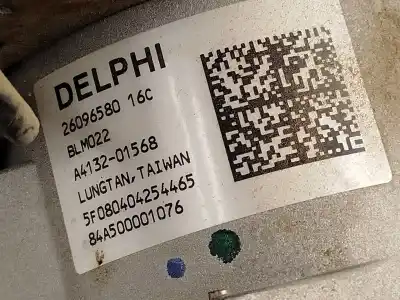 DELPHI
26096580 16C
BLM022
A4132-01568
LUNGTAN, TAIWAN
5F080404254465
84A500001076